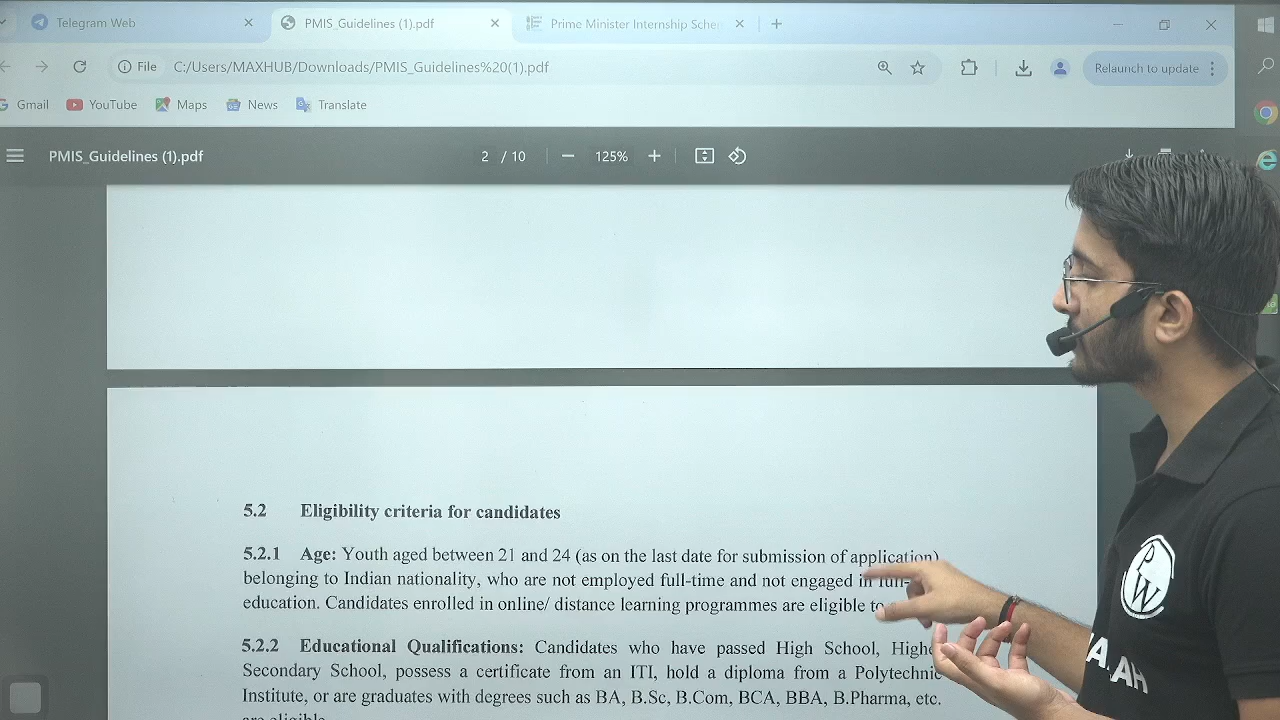 Telegram Web
PMIS_Guidelines (1).pdf
Prime Minister Internship Schem
File
C:/Users/MAXHUB/Downloads/PMIS_Guidelines%20(1).pdf
Relaunch to update
Gmail
YouTube
Maps
News
Translate
PMIS_Guidelines (1).pdf
2 / 10
125%
5.2 Eligibility criteria for candidates
5.2.1 Age: Youth aged between 21 and 24 (as on the last date for submission of application)
belonging to Indian nationality, who are not employed full-time and not engaged in full-
education. Candidates enrolled in online/ distance learning programmes are eligible to
5.2.2 Educational Qualifications: Candidates who have passed High School, Highe
Secondary School, possess a certificate from an ITI, hold a diploma from a Polytechnic
Institute, or are graduates with degrees such as BA, B.Sc, B.Com, BCA, BBA, B.Pharma, etc.
are eligible
P
W